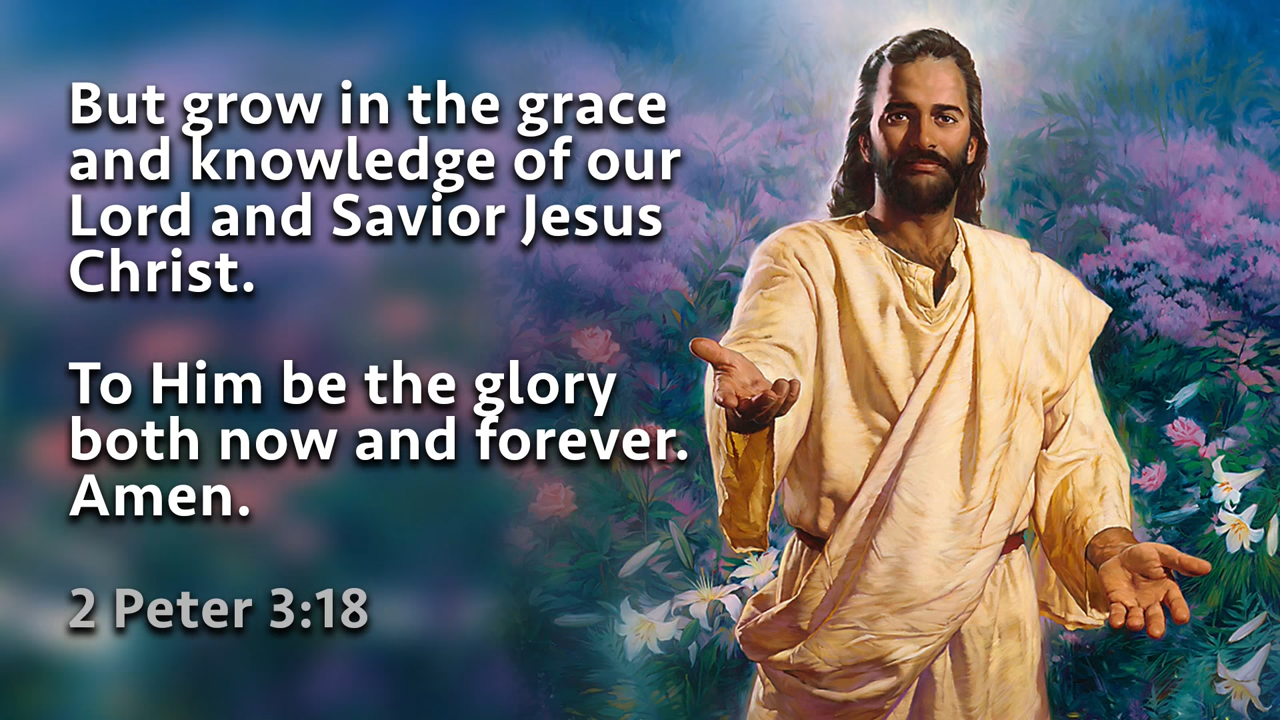 But grow in the grace
and knowledge of our
Lord and Savior Jesus
Christ.
To Him be the glory
both now and forever.
Amen.
2 Peter 3:18